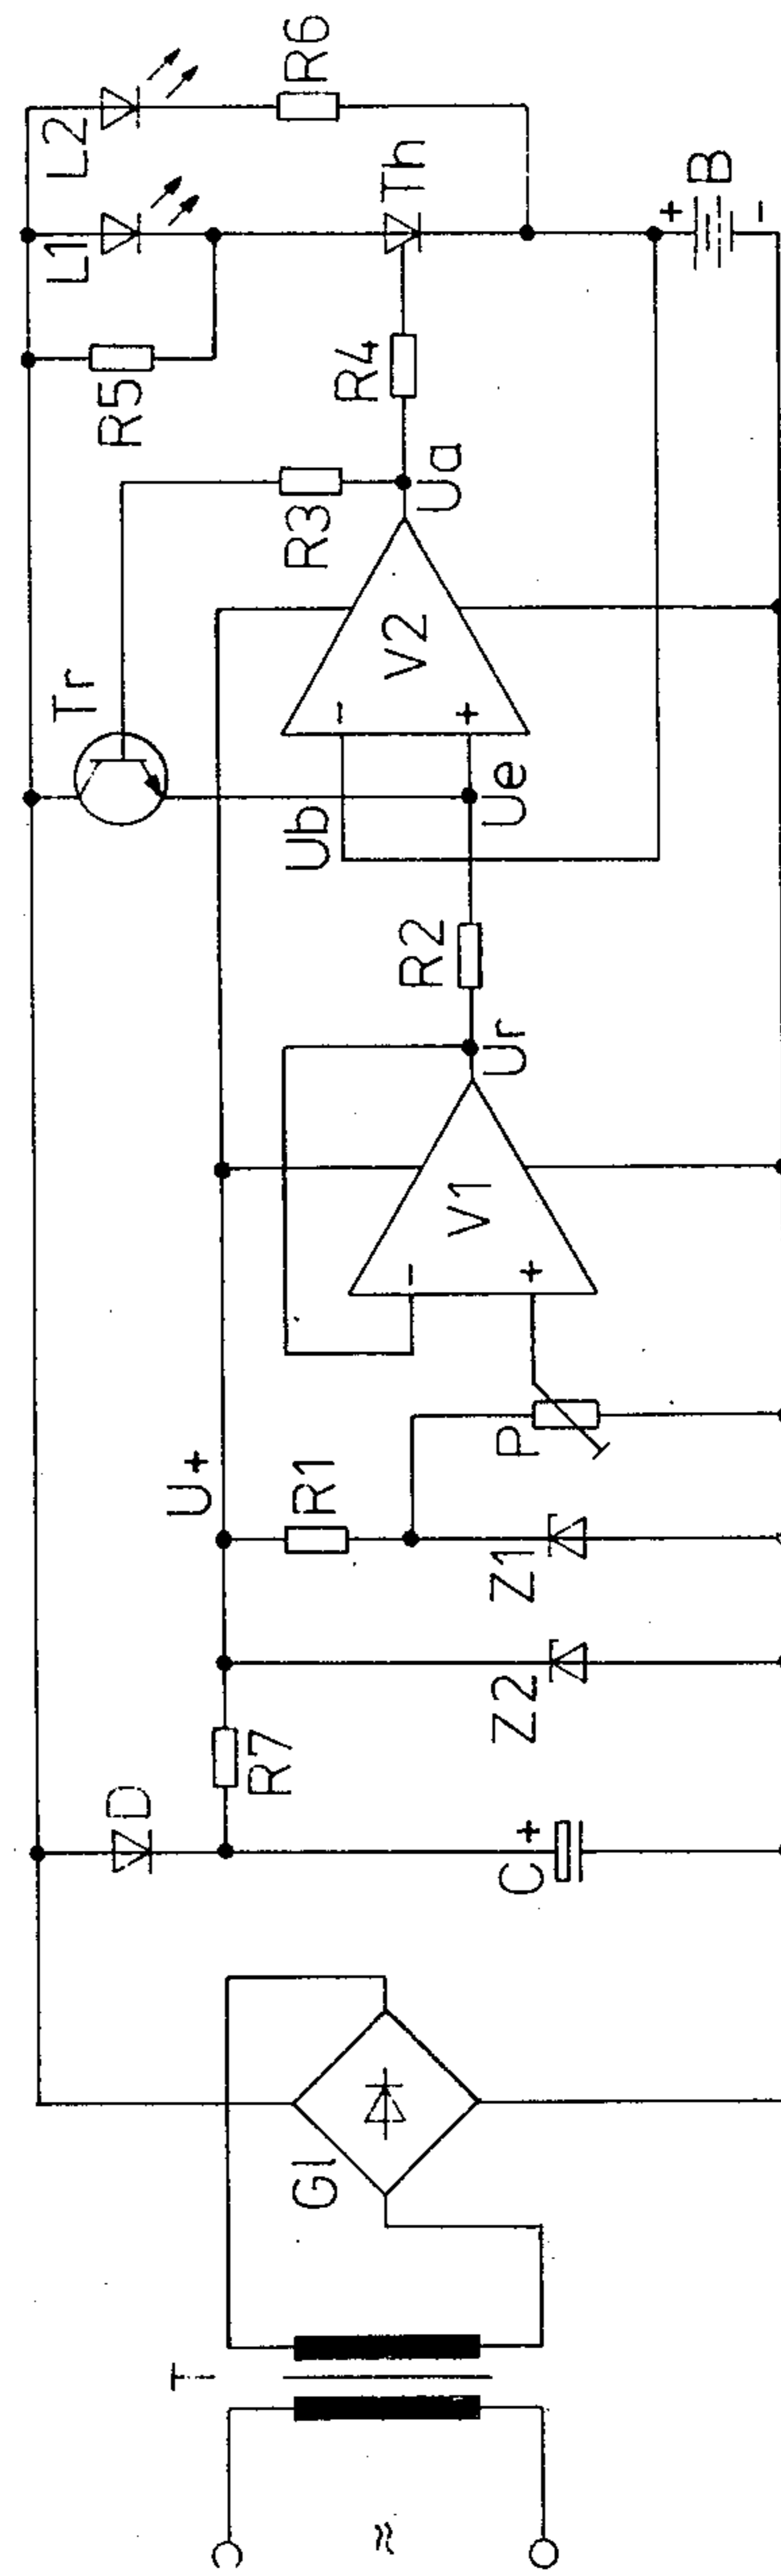 ≈
T
Gl
D
C
+
R7
Z2
Z1
U+
R1
P
V1
-
+
Ur
R2
Ub
Ue
Tr
V2
-
+
R3
Ua
R4
R5
L1
L2
Th
R6
+
B
-